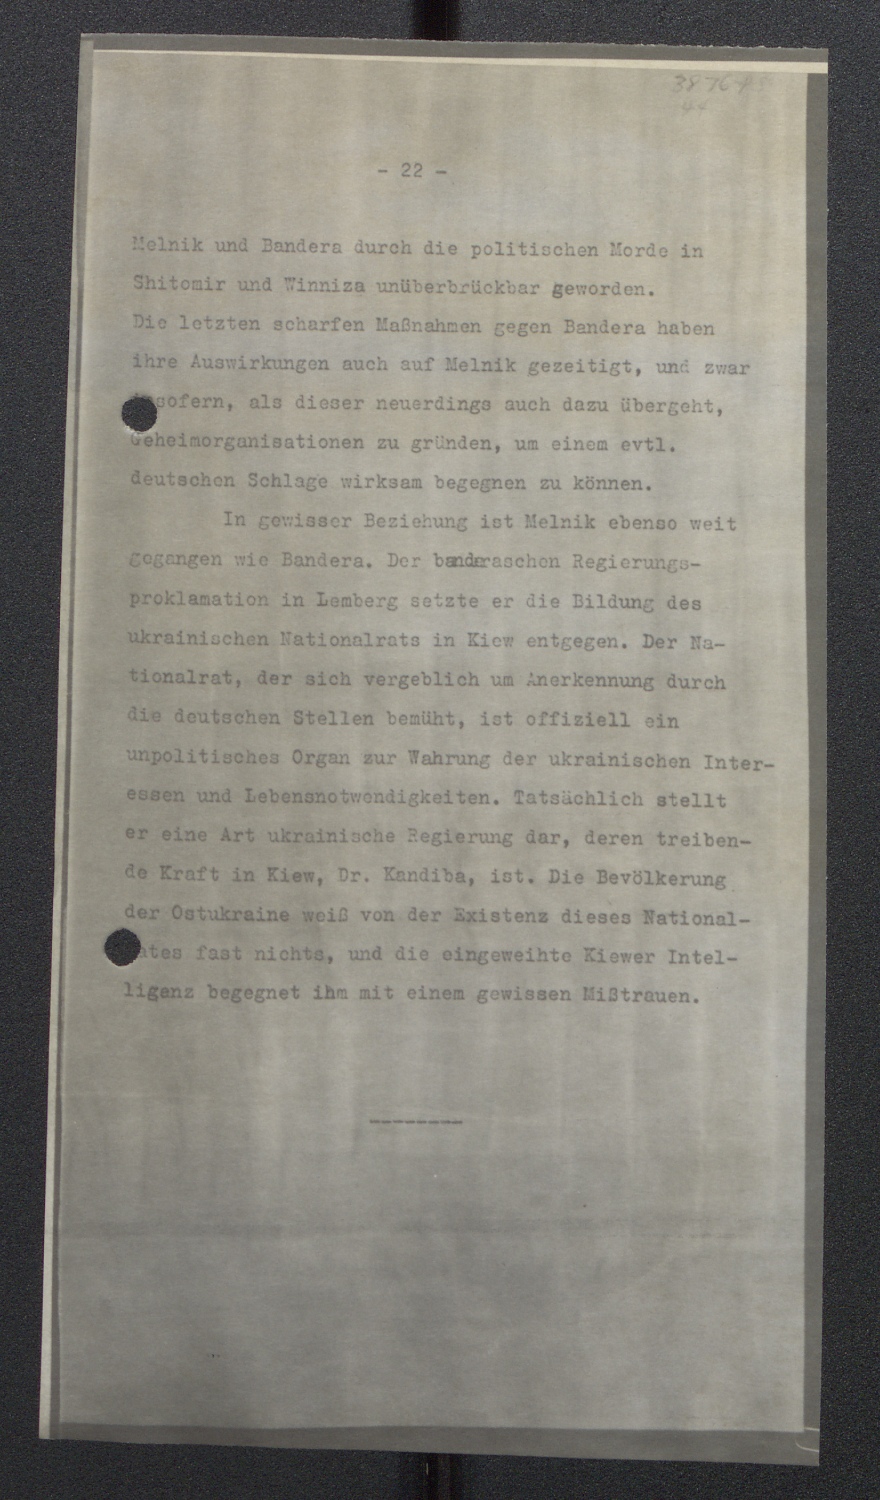 - 22 -
Melnik und Bandera durch die politischen Morde in
Shitomir und Winniza unüberbrückbar geworden.
Die letzten scharfen Maßnahmen gegen Bandera haben
ihre Auswirkungen auch auf Melnik gezeitigt, und zwar
insofern, als dieser neuerdings auch dazu übergeht,
Geheimorganisationen zu gründen, um einem evtl.
deutschen Schlage wirksam begegnen zu können.
In gewisser Beziehung ist Melnik ebenso weit
gegangen wie Bandera. Der banderaschen Regierungs-
proklamation in Lemberg setzte er die Bildung des
ukrainischen Nationalrats in Kiew entgegen. Der Na-
tionalrat, der sich vergeblich um Anerkennung durch
die deutschen Stellen bemüht, ist offiziell ein
unpolitisches Organ zur Wahrung der ukrainischen Inter-
essen und Lebensnotwendigkeiten. Tatsächlich stellt
er eine Art ukrainische Regierung dar, deren treiben-
de Kraft in Kiew, Dr. Kandiba, ist. Die Bevölkerung
der Ostukraine weiß von der Existenz dieses National-
rates fast nichts, und die eingeweihte Kiewer Intel-
ligenz begegnet ihm mit einem gewissen Mißtrauen.